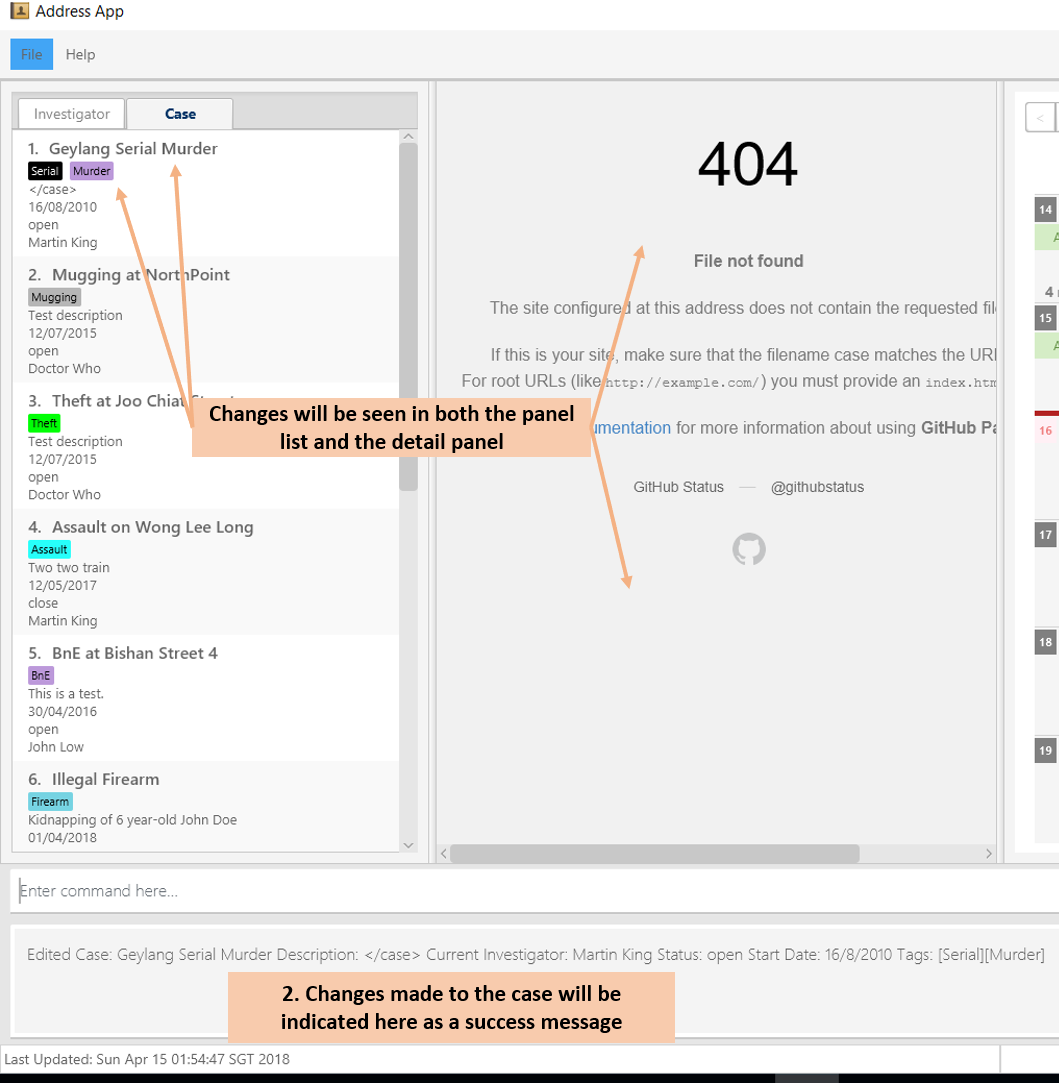 Address App
File Help
Investigator Case
1. Geylang Serial Murder
Serial Murder
</case>
16/08/2010
open
Martin King
2. Mugging at NorthPoint
Mugging
Test description
12/07/2015
open
Doctor Who
3. Theft at Joo Chiat
Theft
Test description
12/07/2015
open
Doctor Who
4. Assault on Wong Lee Long
Assault
Two two train
12/05/2017
close
Martin King
5. BnE at Bishan Street 4
BnE
This is a test.
30/04/2016
open
John Low
6. Illegal Firearm
Firearm
Kidnapping of 6 year-old John Doe
01/04/2018
Changes will be seen in both the panel
list and the detail panel
404
File not found
The site configured at this address does not contain the requested fil
If this is your site, make sure that the filename case matches the URL
For root URLs (like http://example.com/) you must provide an index.htm
umentation for more information about using GitHub Pa
GitHub Status — @githubstatus
<
14
A
4
15
A
16
17
18
19
Enter command here...
Edited Case: Geylang Serial Murder Description: </case> Current Investigator: Martin King Status: open Start Date: 16/8/2010 Tags: [Serial][Murder]
2. Changes made to the case will be
indicated here as a success message
Last Updated: Sun Apr 15 01:54:47 SGT 2018